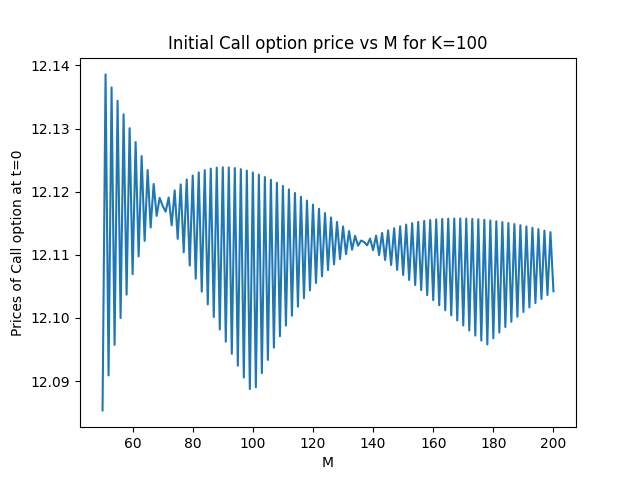 Initial Call option price vs M for K=100
Prices of Call option at t=0
12.14
12.13
12.12
12.11
12.10
12.09
60 80 100 120 140 160 180 200
M